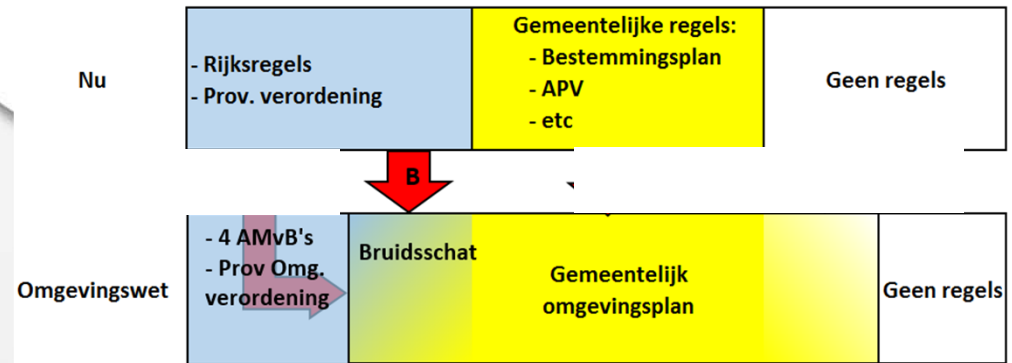 Nu
- Rijksregels
- Prov. verordening
Gemeentelijke regels:
- Bestemmingsplan
- APV
- etc
Geen regels
B
Omgevingswet
- 4 AMvB's
- Prov Omg.
verordening
Bruidsschat
Gemeentelijk
omgevingsplan
Geen regels